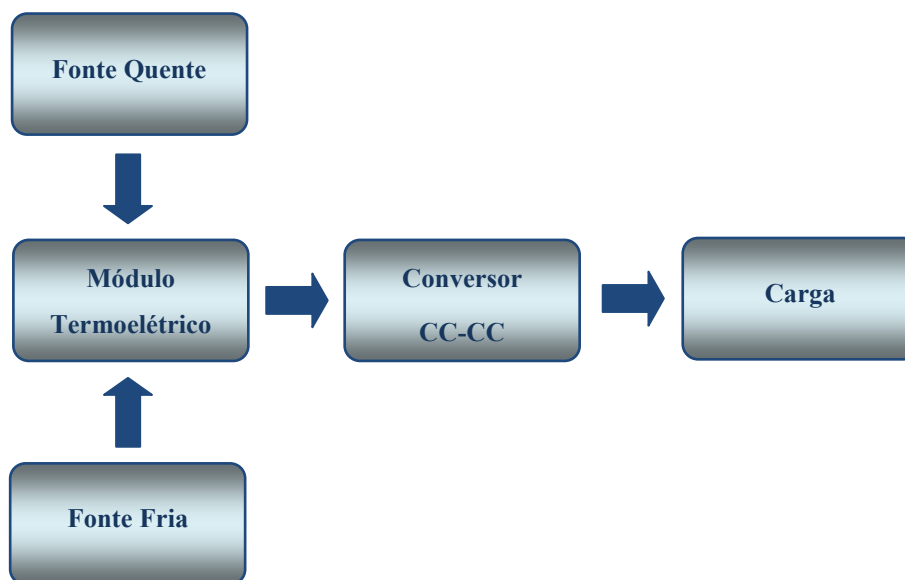 Fonte Quente
Módulo
Termoelétrico
Conversor
CC-CC
Carga
Fonte Fria